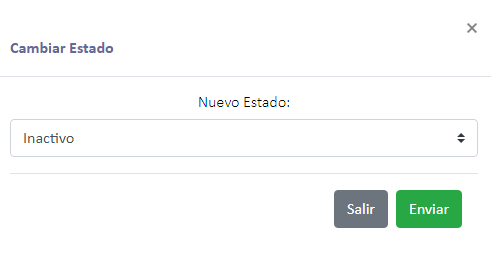 ×
Cambiar Estado
Nuevo Estado:
Inactivo
Salir
Enviar